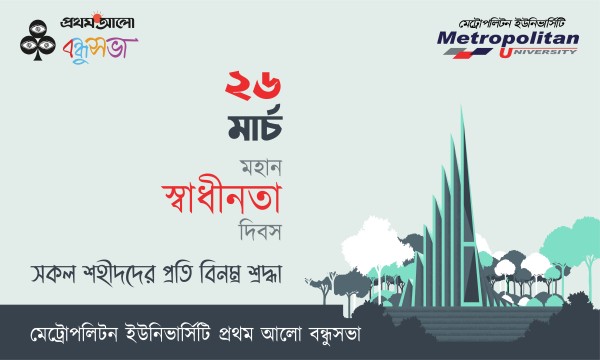 প্রথম আলো
বন্ধুসভা
মেট্রোপলিটন ইউনিভার্সিটি
Metropolitan
UNIVERSITY
২৬
মার্চ
মহান
স্বাধীনতা
দিবস
সকল শহীদদের প্রতি বিনম্র শ্রদ্ধা
মেট্রোপলিটন ইউনিভার্সিটি প্রথম আলো বন্ধুসভা